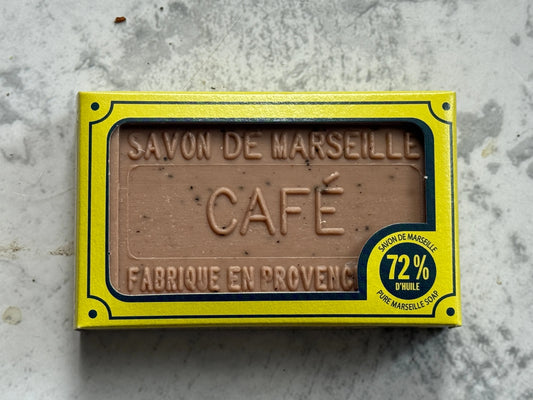 SAVON DE MARSEILLE
CAFÉ
FABRIQUE EN PROVENC
SAVON DE MARSEILLE
72%
D'HUILE
PURE MARSEILLE SOAP